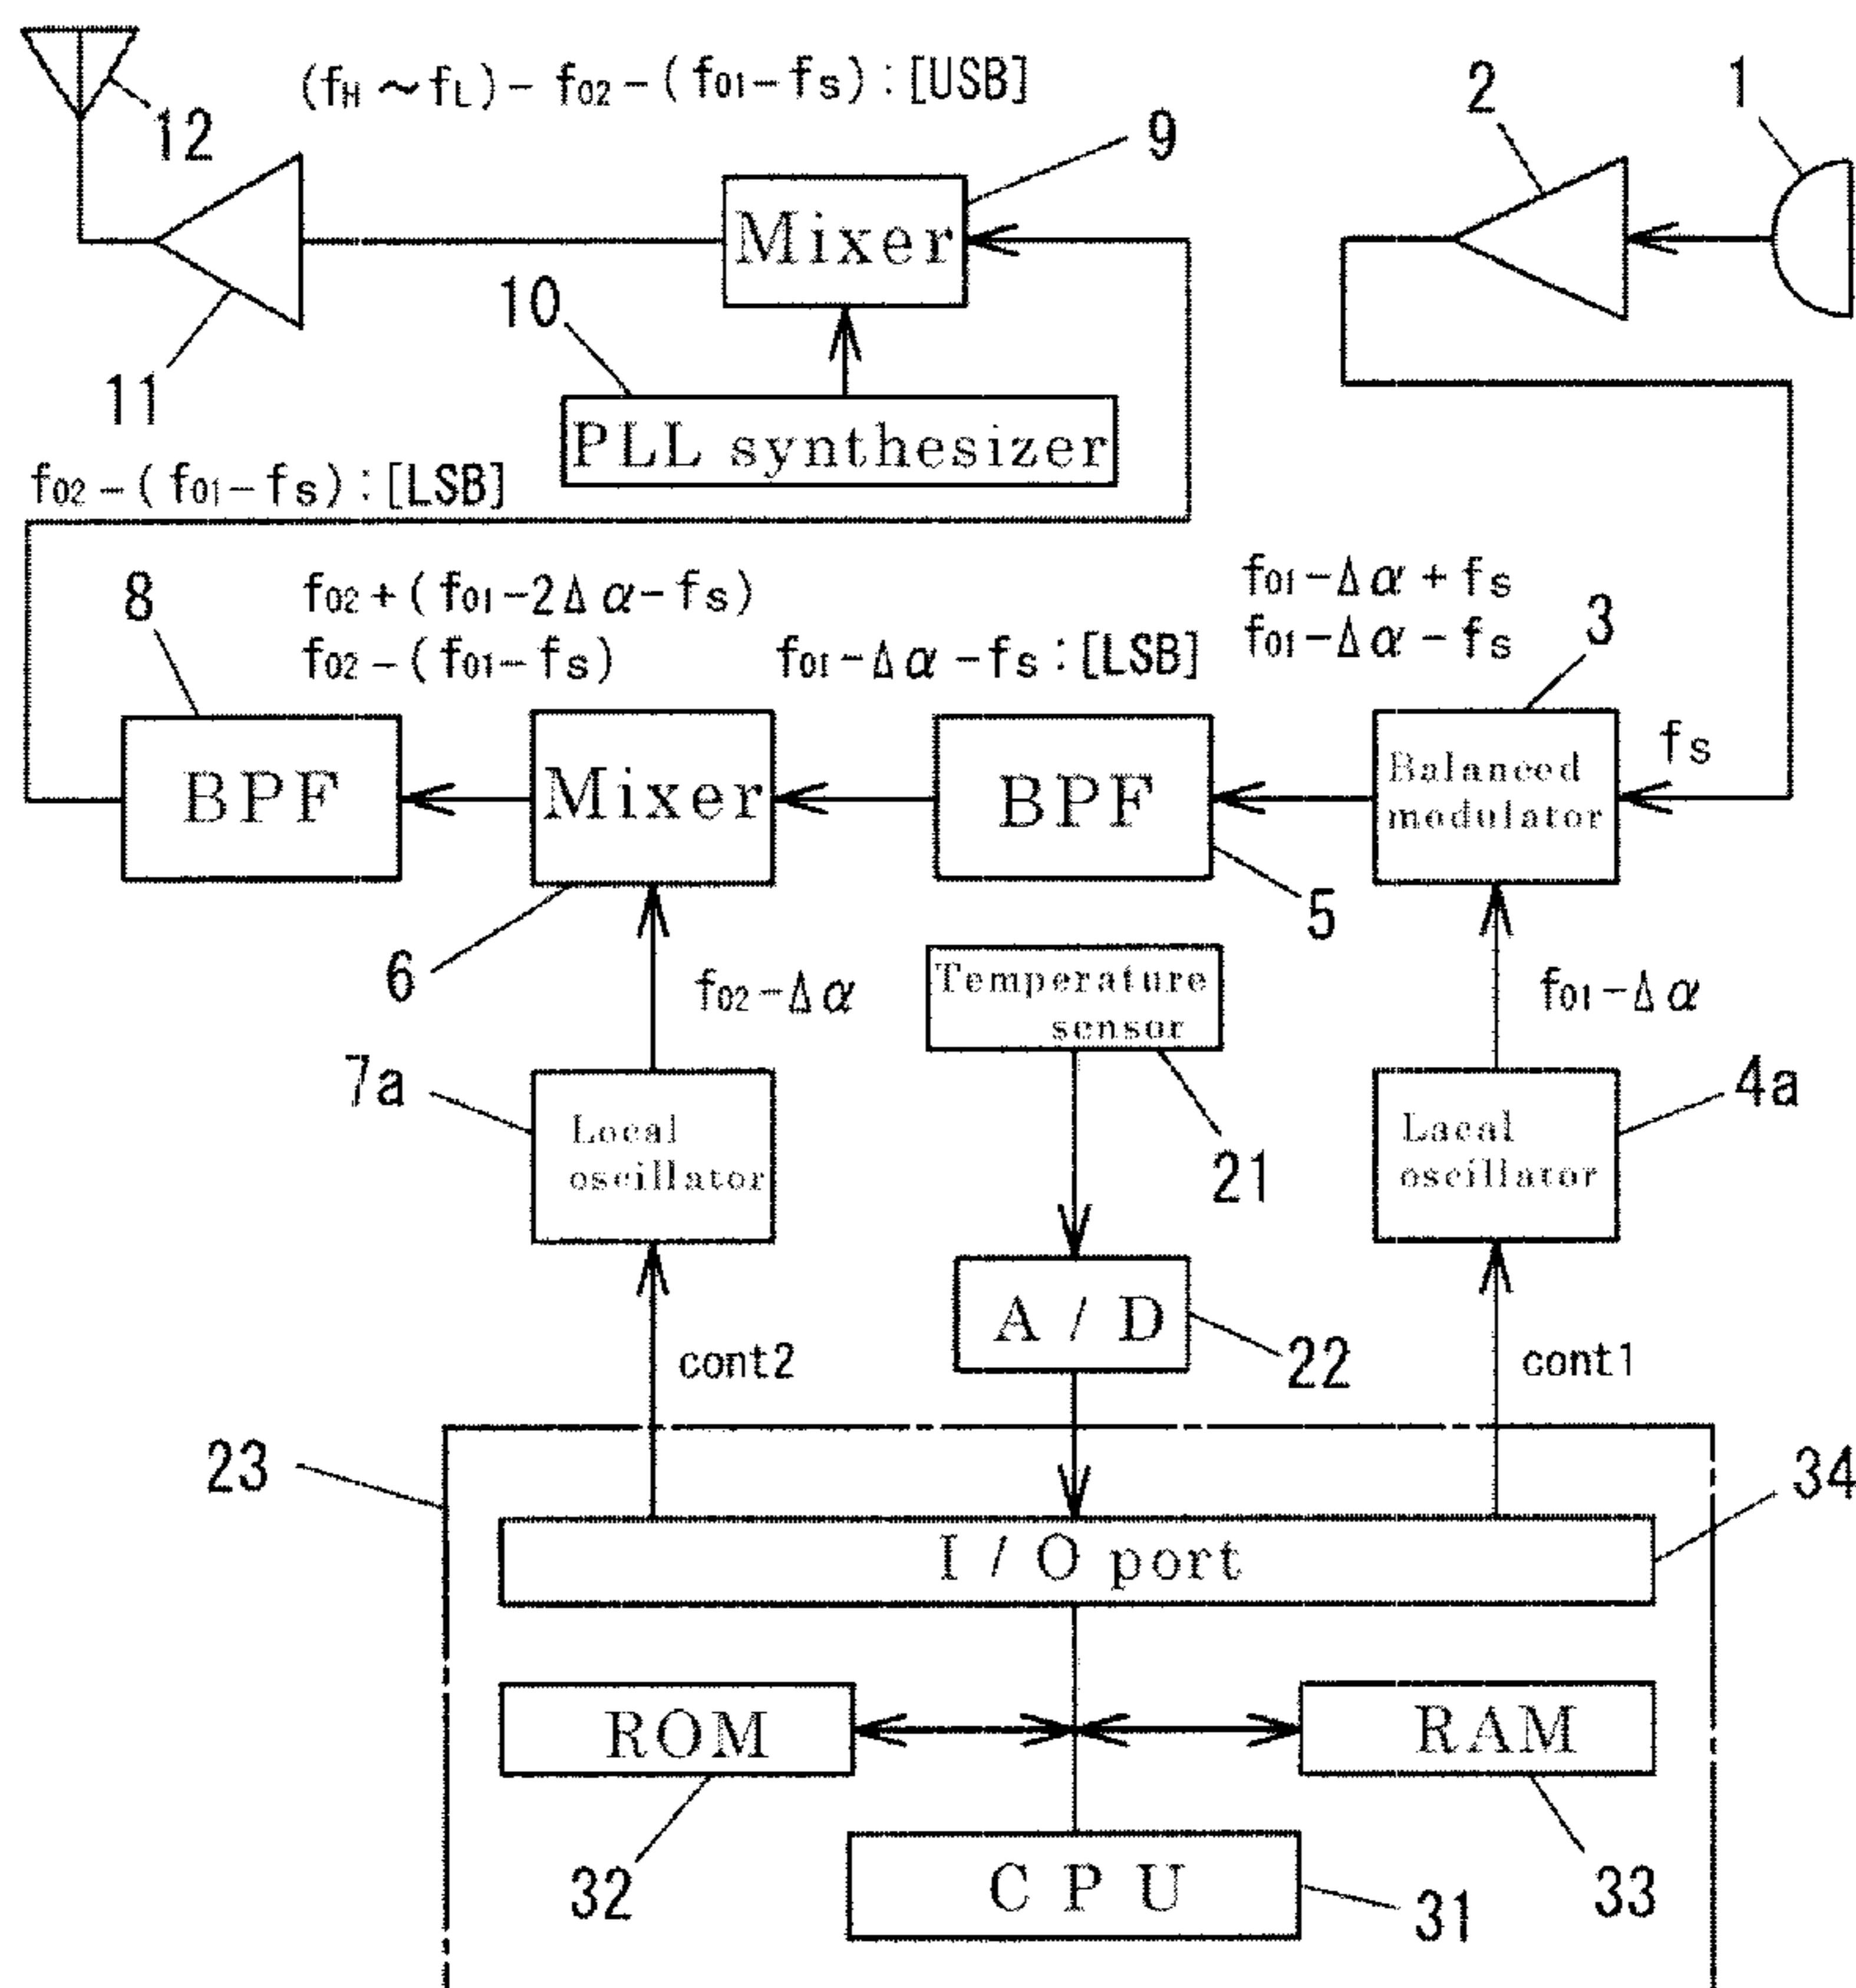 12
(fH ~ fL) - f02 - (f01 - fs) : [USB]
9
2
1
Mixer
10
11
PLL synthesizer
f02 - (f01 - fs) : [LSB]
8
f02 + (f01 - 2Δα - fs)
f02 - (f01 - fs)
f01 - Δα - fs : [LSB]
f01 - Δα + fs
f01 - Δα - fs
3
fs
BPF
Mixer
BPF
Balanced
modulator
6
5
f02 - Δα
Temperature
sensor
f01 - Δα
7a
Local
oscillator
21
Lacal
oscillator
4a
A / D
22
cont2
cont1
23
34
I / O port
ROM
RAM
32
C P U
31
33